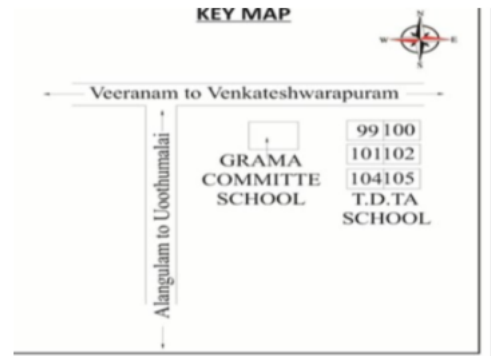 KEY MAP
N
W E
S
Veeranam to Venkateshwarapuram
Alangulam to Uoothumalai
GRAMA
COMMITTE
SCHOOL
99 100
101 102
104 105
T.D.TA
SCHOOL